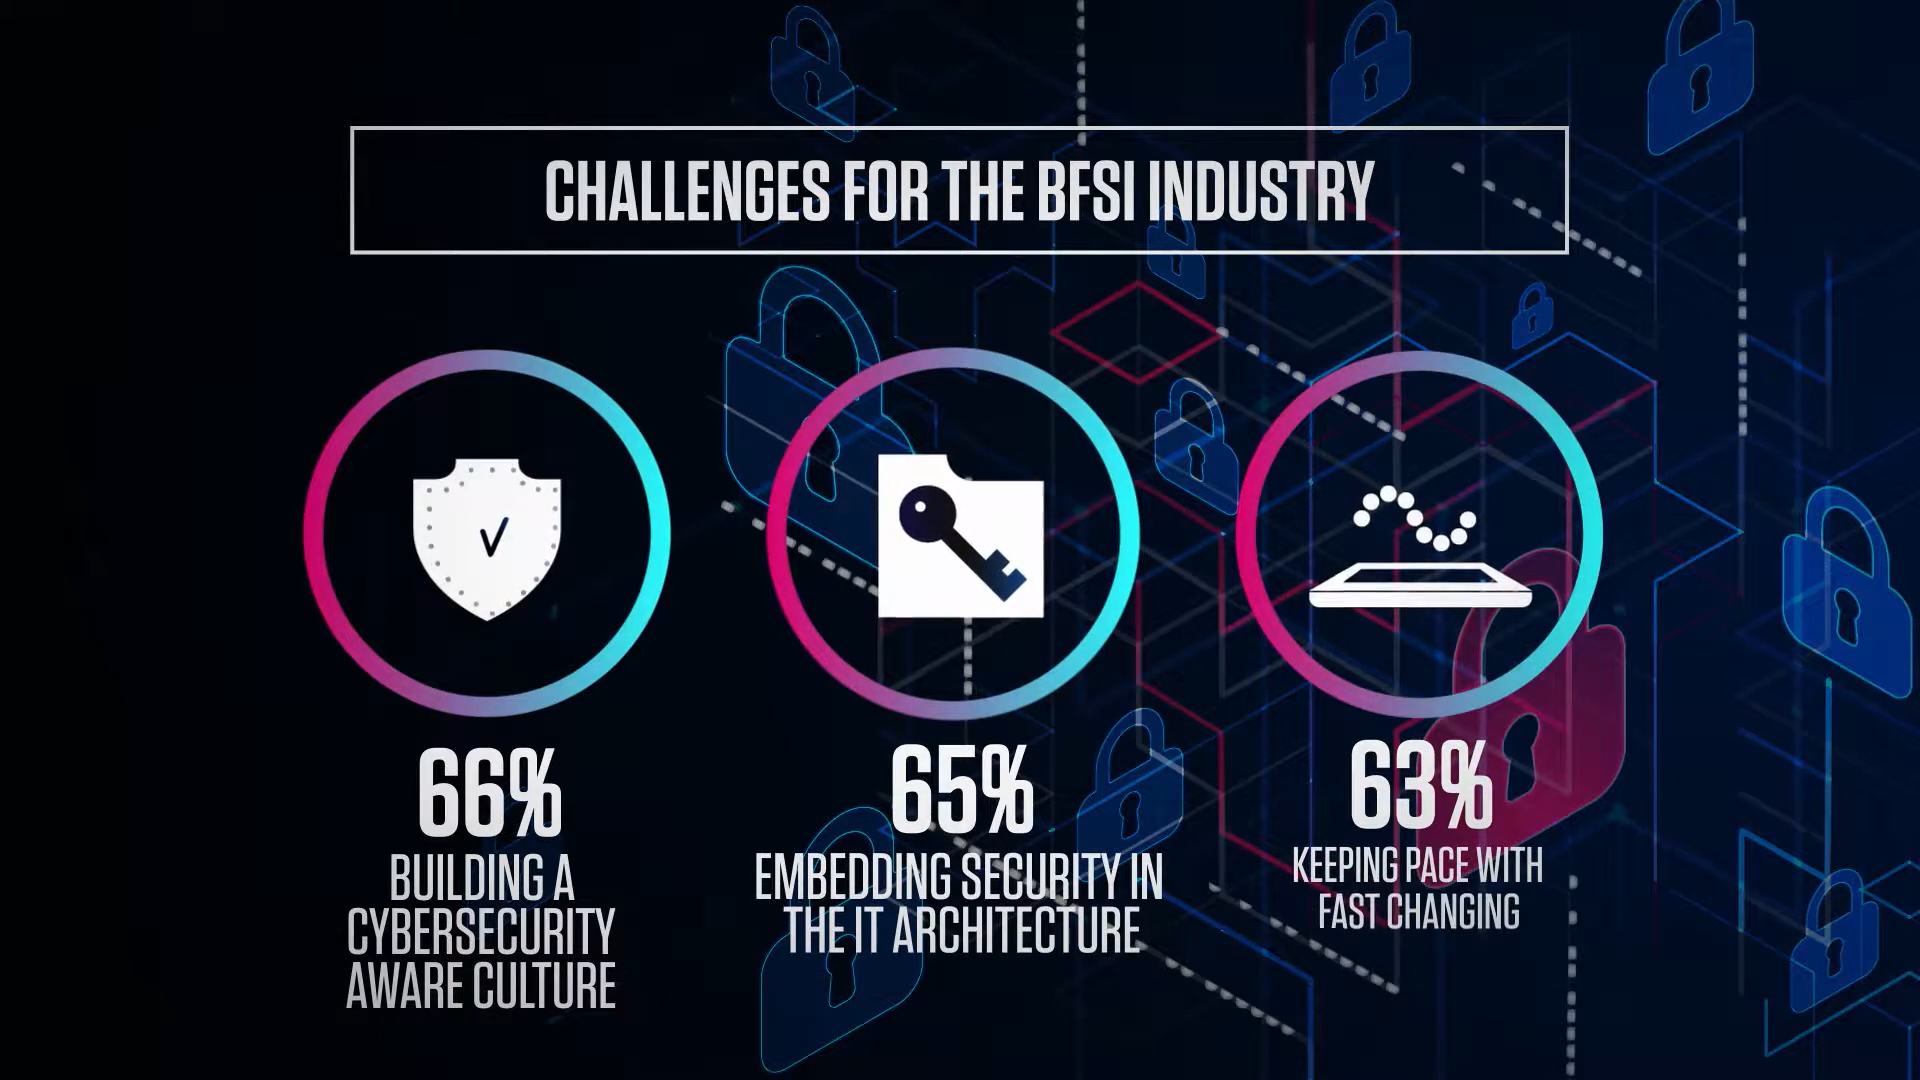 CHALLENGES FOR THE BFSI INDUSTRY
66%
BUILDING A
CYBERSECURITY
AWARE CULTURE
65%
EMBEDDING SECURITY IN
THE IT ARCHITECTURE
63%
KEEPING PACE WITH
FAST CHANGING